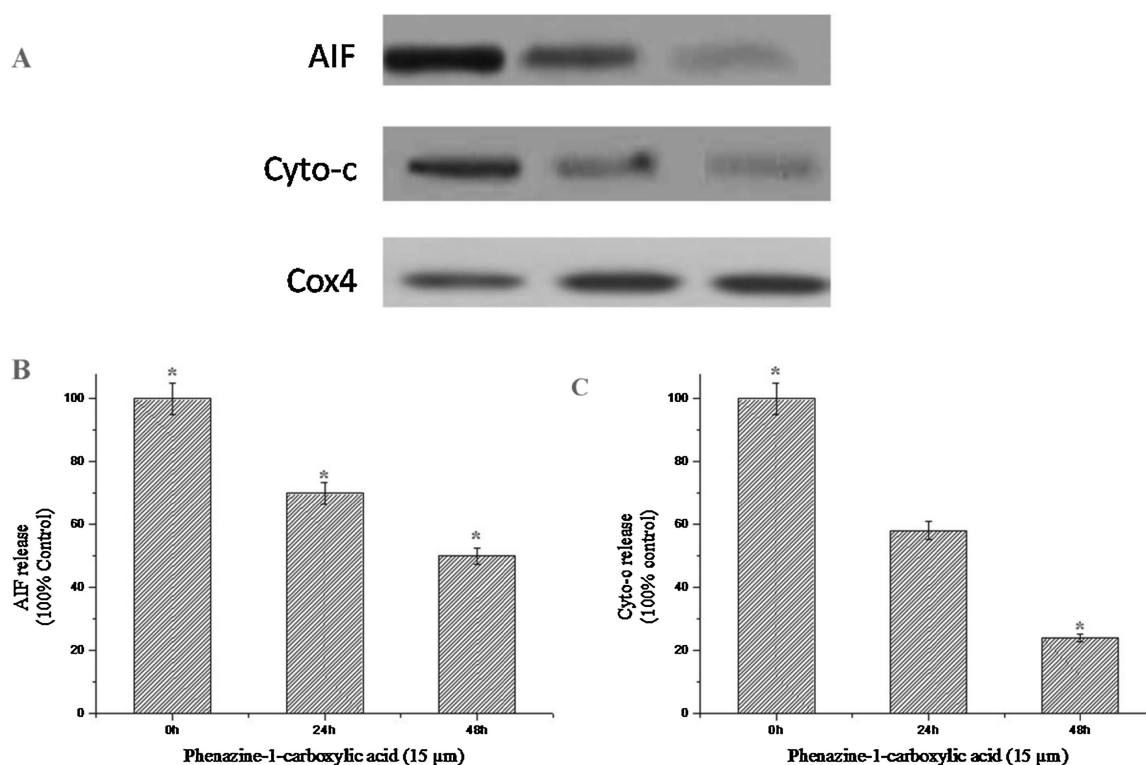 A
AIF
Cyto-c
Cox4
B
*
*
*
100
80
60
40
20
0
AIF release
(100% Control)
0h
24h
48h
Phenazine-1-carboxylic acid (15 µm)
C
*
*
100
80
60
40
20
0
Cyto-o release
(100% control)
0h
24h
48h
Phenazine-1-carboxylic acid (15 µm)